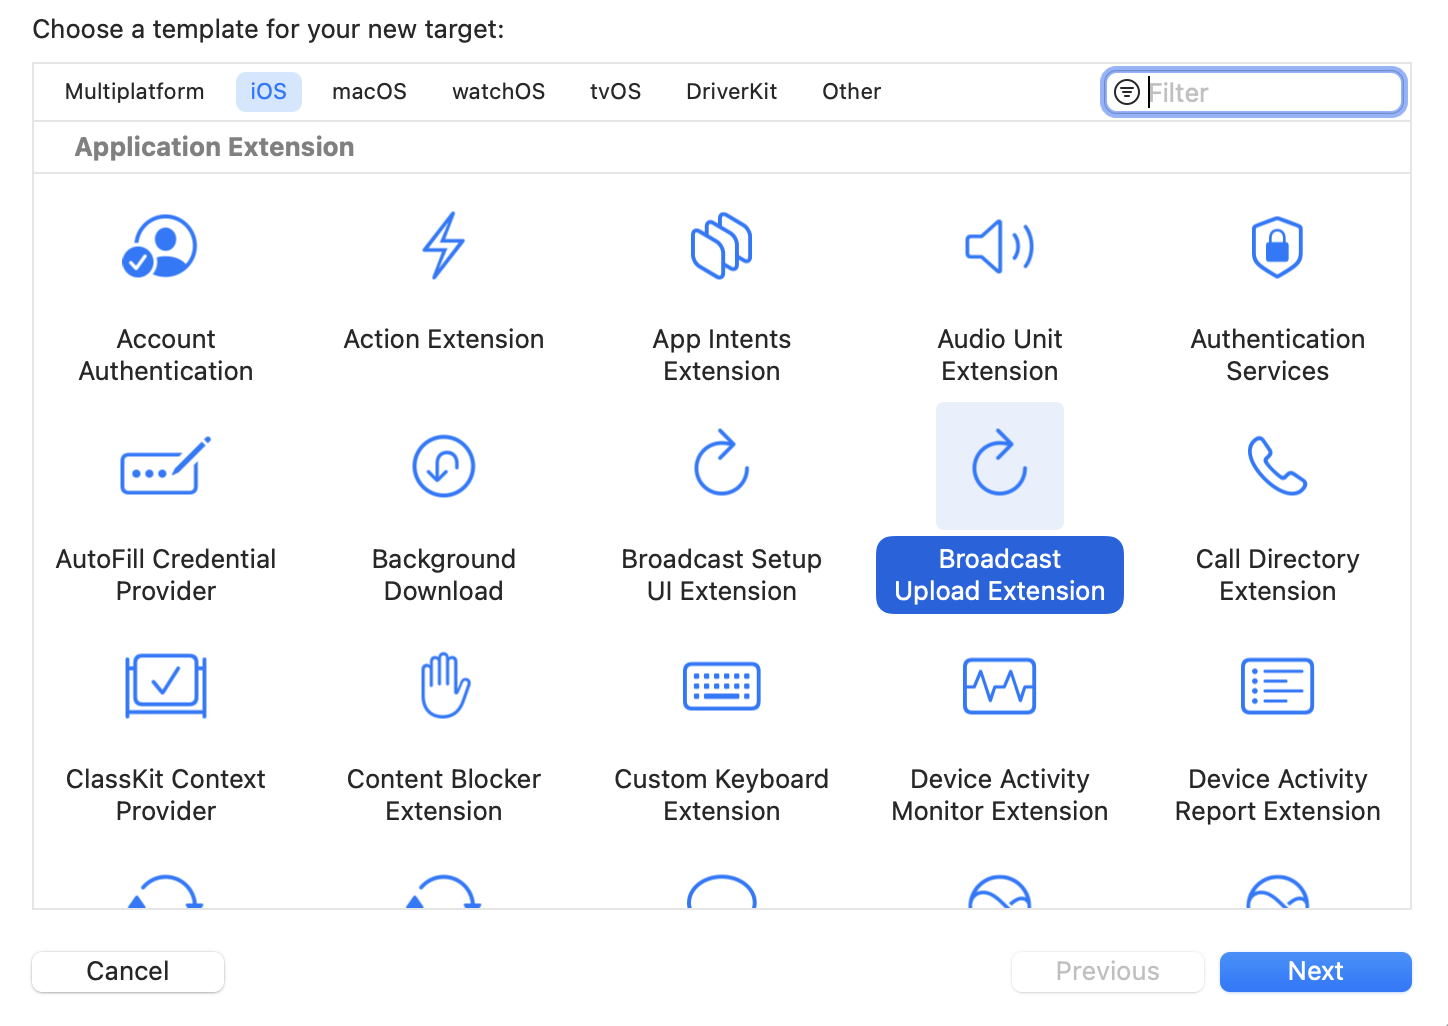 Choose a template for your new target:
Multiplatform iOS macOS watchOS tvOS DriverKit Other Filter
Application Extension
Account Authentication
Action Extension
App Intents Extension
Audio Unit Extension
Authentication Services
AutoFill Credential Provider
Background Download
Broadcast Setup UI Extension
Broadcast Upload Extension
Call Directory Extension
ClassKit Context Provider
Content Blocker Extension
Custom Keyboard Extension
Device Activity Monitor Extension
Device Activity Report Extension
Cancel Previous Next